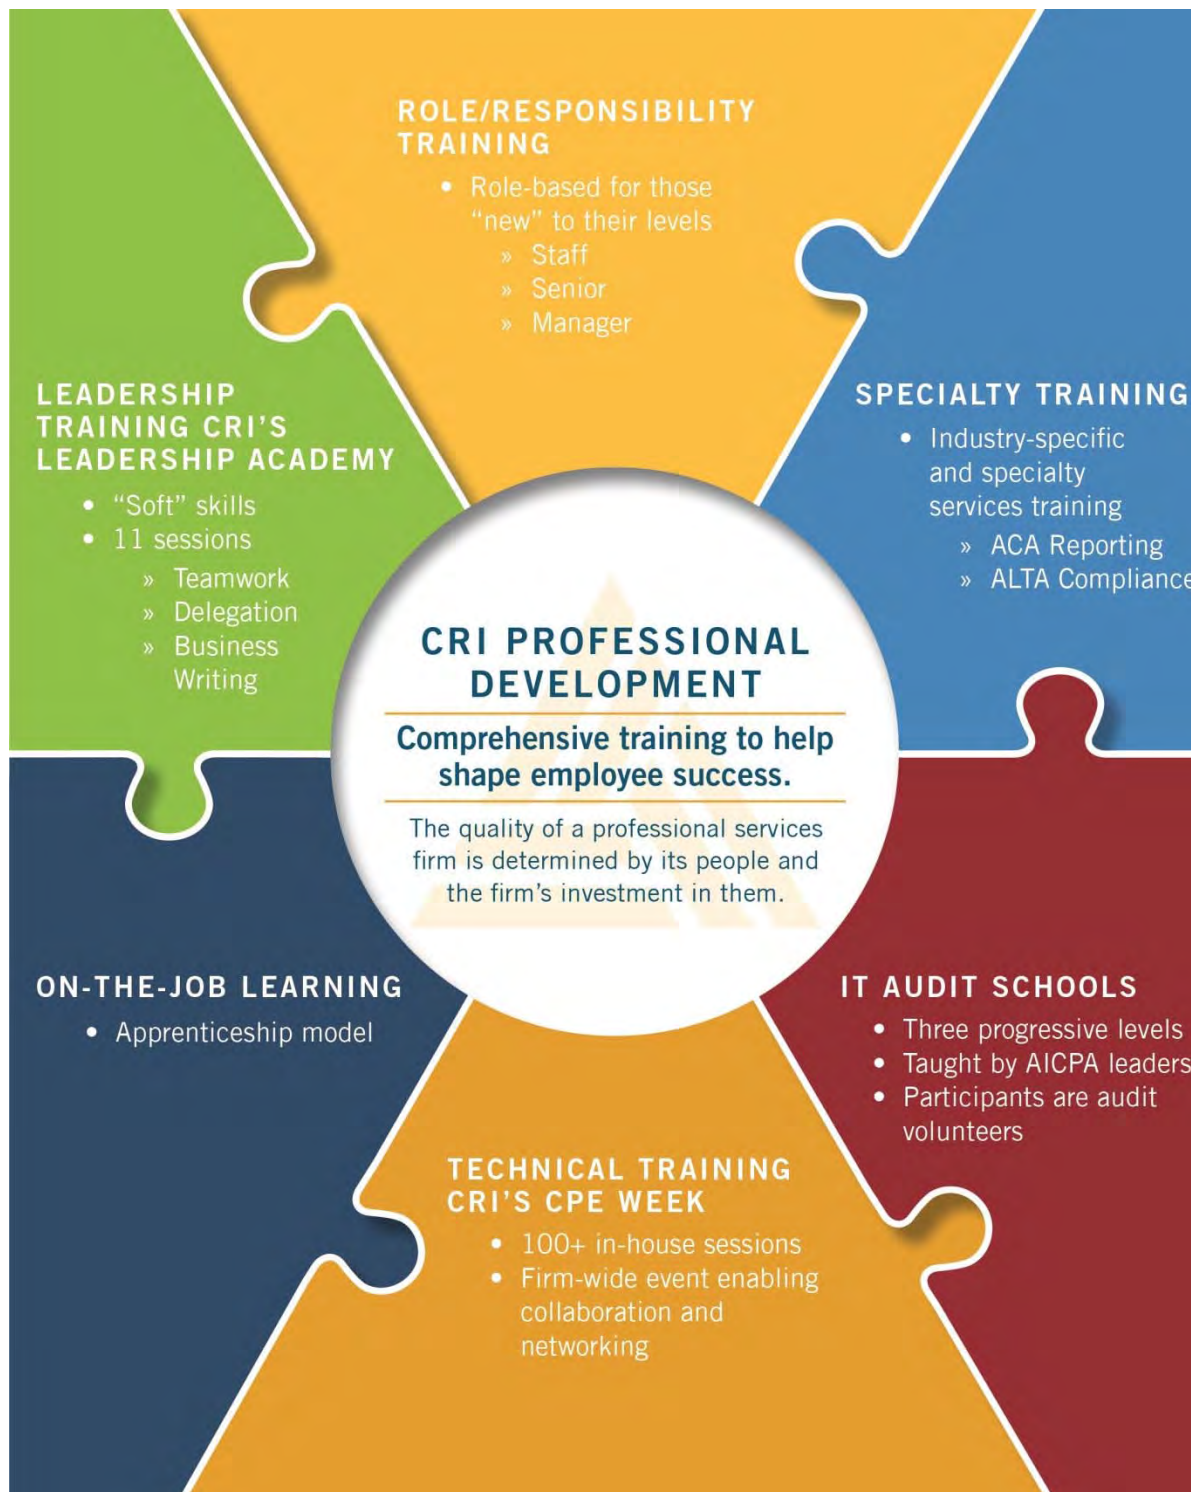 ROLE/RESPONSIBILITY
TRAINING
• Role-based for those
“new” to their levels
» Staff
» Senior
» Manager
LEADERSHIP
TRAINING CRI’S
LEADERSHIP ACADEMY
• “Soft” skills
• 11 sessions
» Teamwork
» Delegation
» Business
Writing
SPECIALTY TRAINING
• Industry-specific
and specialty
services training
» ACA Reporting
» ALTA Compliance
CRI PROFESSIONAL
DEVELOPMENT
Comprehensive training to help
shape employee success.
The quality of a professional services
firm is determined by its people and
the firm’s investment in them.
ON-THE-JOB LEARNING
• Apprenticeship model
IT AUDIT SCHOOLS
• Three progressive levels
• Taught by AICPA leaders
• Participants are audit
volunteers
TECHNICAL TRAINING
CRI’S CPE WEEK
• 100+ in-house sessions
• Firm-wide event enabling
collaboration and
networking